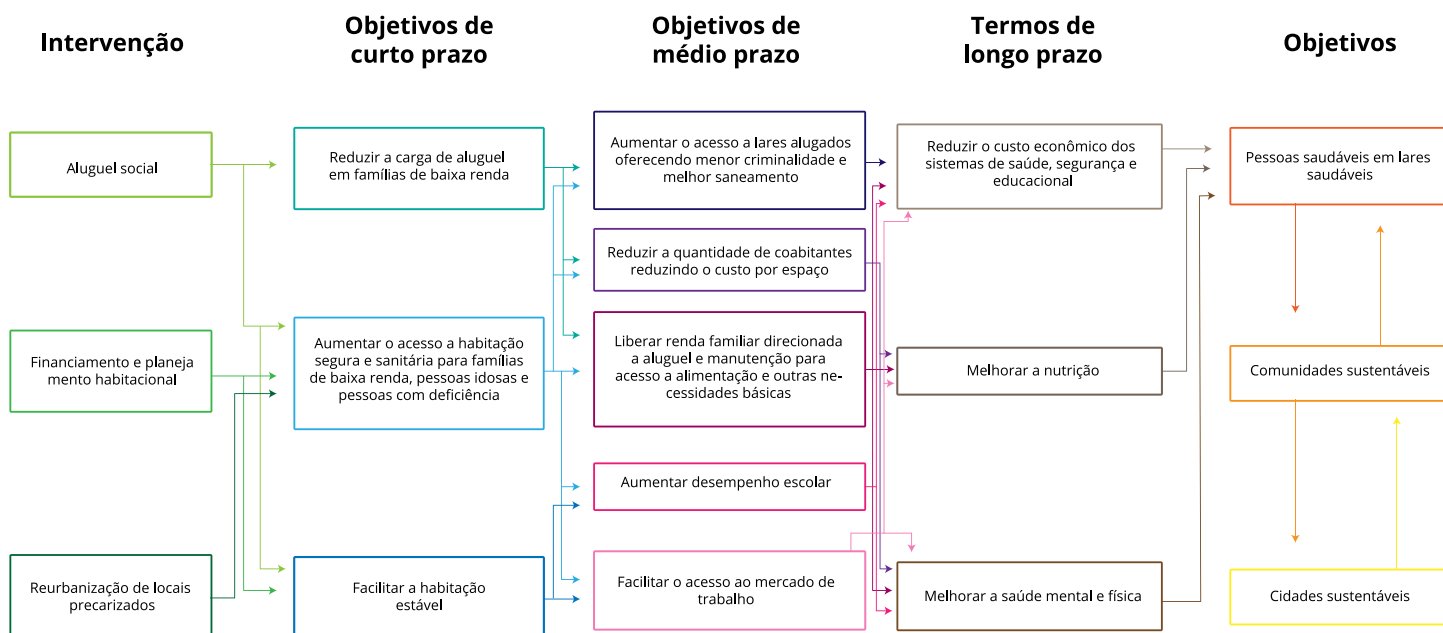 Intervenção
Objetivos de
curto prazo
Objetivos de
médio prazo
Termos de
longo prazo
Objetivos
Aluguel social
Financiamento e planeja
mento habitacional
Reurbanização de locais
precarizados
Reduzir a carga de aluguel
em famílias de baixa renda
Aumentar o acesso a habitação
segura e sanitária para famílias
de baixa renda, pessoas idosas e
pessoas com deficiência
Facilitar a habitação
estável
Aumentar o acesso a lares alugados
oferecendo menor criminalidade e
melhor saneamento
Reduzir a quantidade de coabitantes
reduzindo o custo por espaço
Liberar renda familiar direcionada
a aluguel e manutenção para
acesso a alimentação e outras ne-
cessidades básicas
Aumentar desempenho escolar
Facilitar o acesso ao mercado de
trabalho
Reduzir o custo econômico dos
sistemas de saúde, segurança e
educacional
Melhorar a nutrição
Melhorar a saúde mental e física
Pessoas saudáveis em lares
saudáveis
Comunidades sustentáveis
Cidades sustentáveis